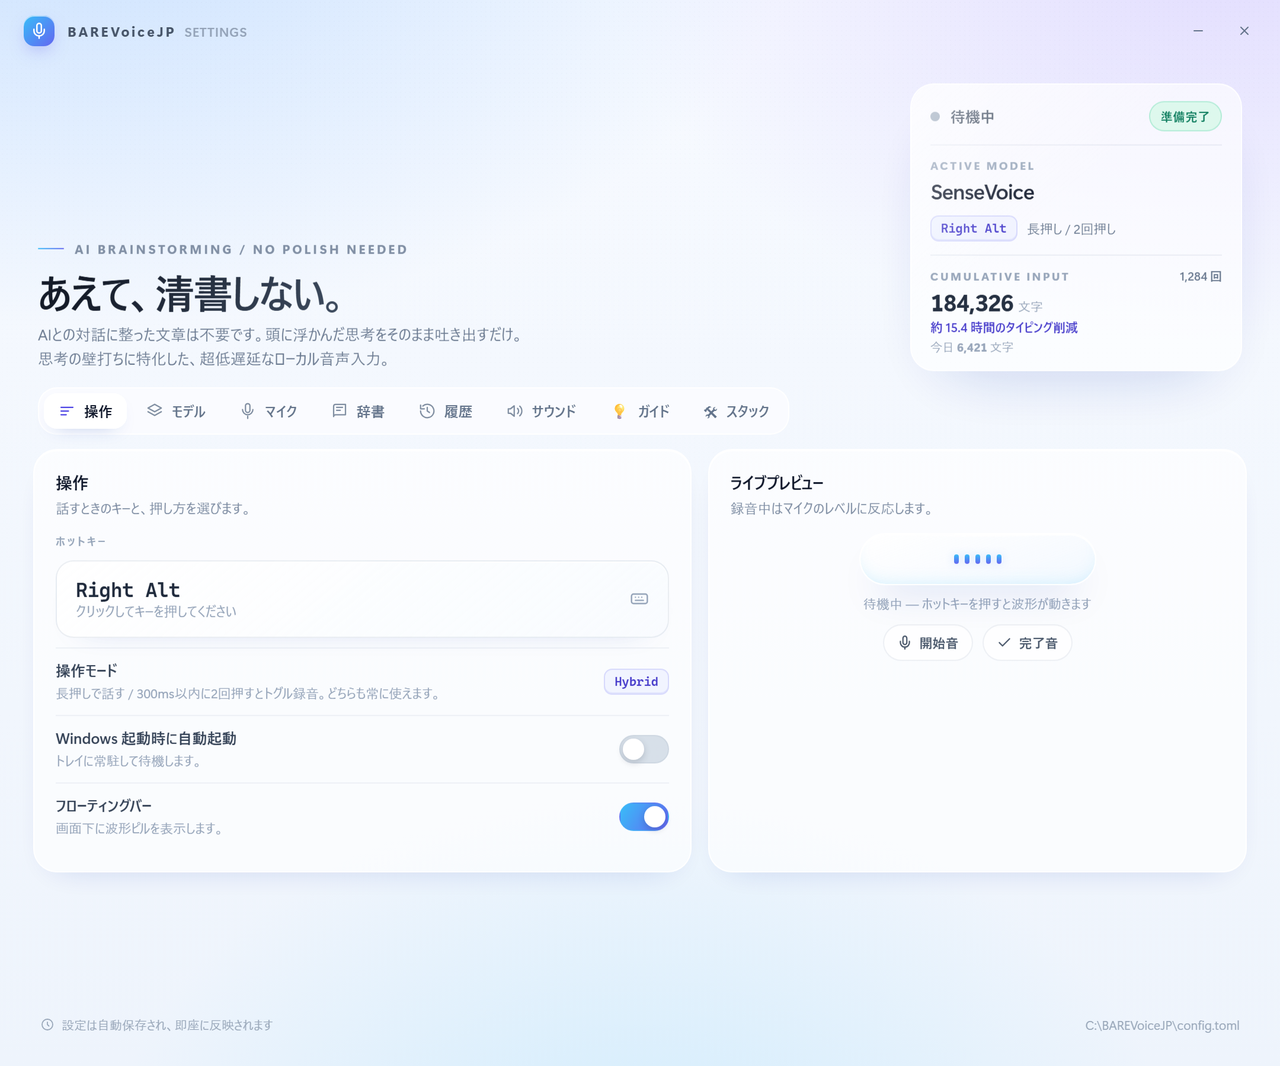 BAREVoiceJP SETTINGS
待機中
準備完了
ACTIVE MODEL
SenseVoice
Right Alt 長押し / 2回押し
CUMULATIVE INPUT 1,284 回
184,326 文字
約 15.4 時間のタイピング削減
今日 6,421 文字
AI BRAINSTORMING / NO POLISH NEEDED
あえて、清書しない。
AIとの対話に整った文章は不要です。頭に浮かんだ思考をそのまま吐き出すだけ。
思考の壁打ちに特化した、超低遅延なローカル音声入力。
操作 モデル マイク 辞書 履歴 サウンド ガイド スタック
操作
話すときのキーと、押し方を選びます。
ホットキー
Right Alt
クリックしてキーを押してください
操作モード
長押しで話す / 300ms以内に2回押すとトグル録音。どちらも常に使えます。
Hybrid
Windows 起動時に自動起動
トレイに常駐して待機します。
フローティングバー
画面下に波形ピルを表示します。
ライブプレビュー
録音中はマイクのレベルに反応します。
待機中 — ホットキーを押すと波形が動きます
開始音 完了音
設定は自動保存され、即座に反映されます
C:\BAREVoiceJP\config.toml